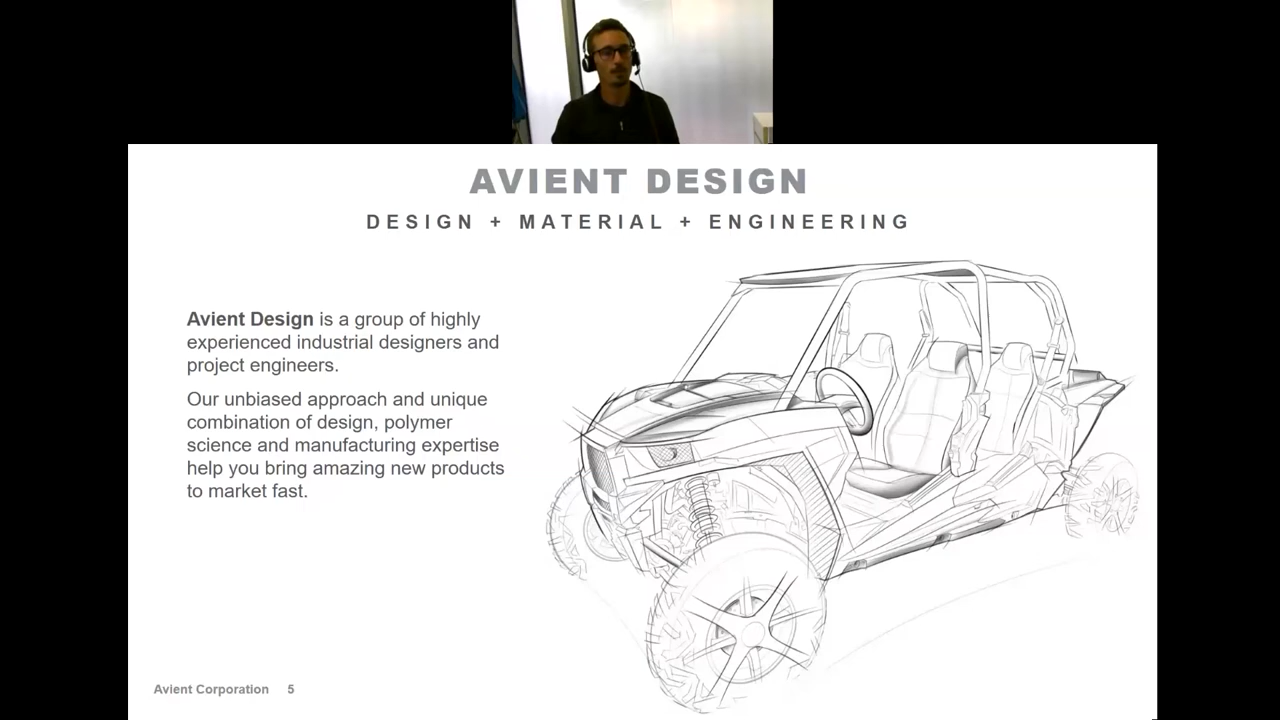 AVIENT DESIGN
DESIGN + MATERIAL + ENGINEERING
Avient Design is a group of highly
experienced industrial designers and
project engineers.
Our unbiased approach and unique
combination of design, polymer
science and manufacturing expertise
help you bring amazing new products
to market fast.
Avient Corporation 5